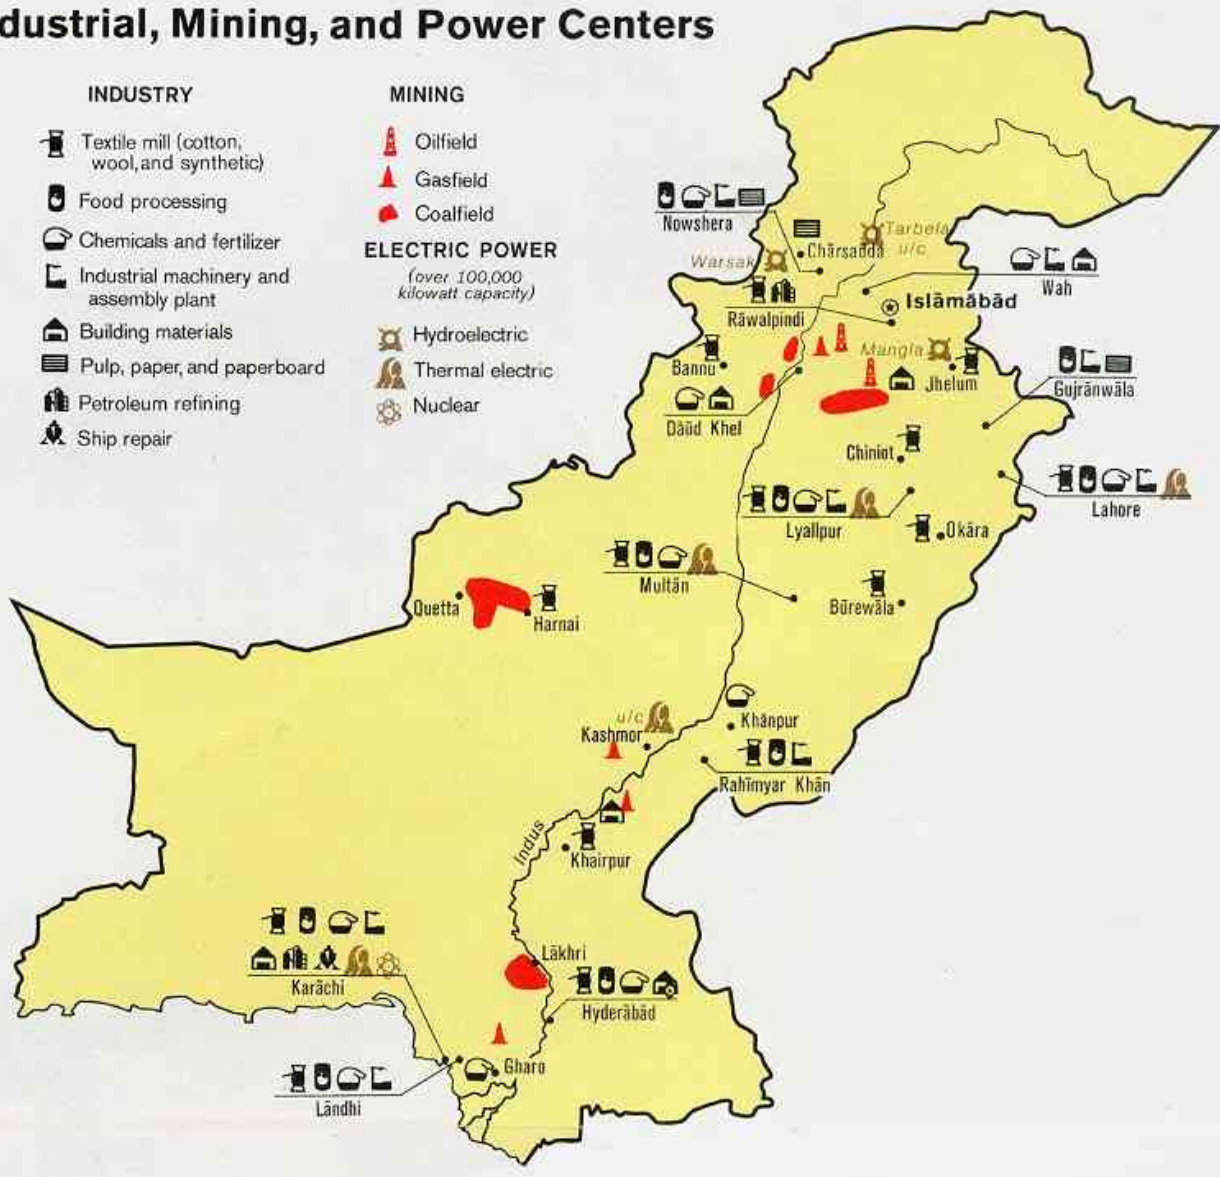 dustrial, Mining, and Power Centers
INDUSTRY
Textile mill (cotton,
wool, and synthetic)
Food processing
Chemicals and fertilizer
Industrial machinery and
assembly plant
Building materials
Pulp, paper, and paperboard
Petroleum refining
Ship repair
MINING
Oilfield
Gasfield
Coalfield
ELECTRIC POWER
(over 100,000
kilowatt capacity)
Hydroelectric
Thermal electric
Nuclear
Nowshera
Chārsadda
Tarbela
u/c
Warsak
Wah
Islāmābād
Rāwalpindi
Mangla
Bannu
Jhelum
Gujrānwāla
Dāūd Khel
Chiniot
Lahore
Lyallpur
Okāra
Multān
Būrewāla
Quetta
Harnai
u/c
Kashmor
Khānpur
Rahīmyar Khān
Indus
Khairpur
Lākhri
Karāchi
Hyderābād
Gharo
Lāndhi